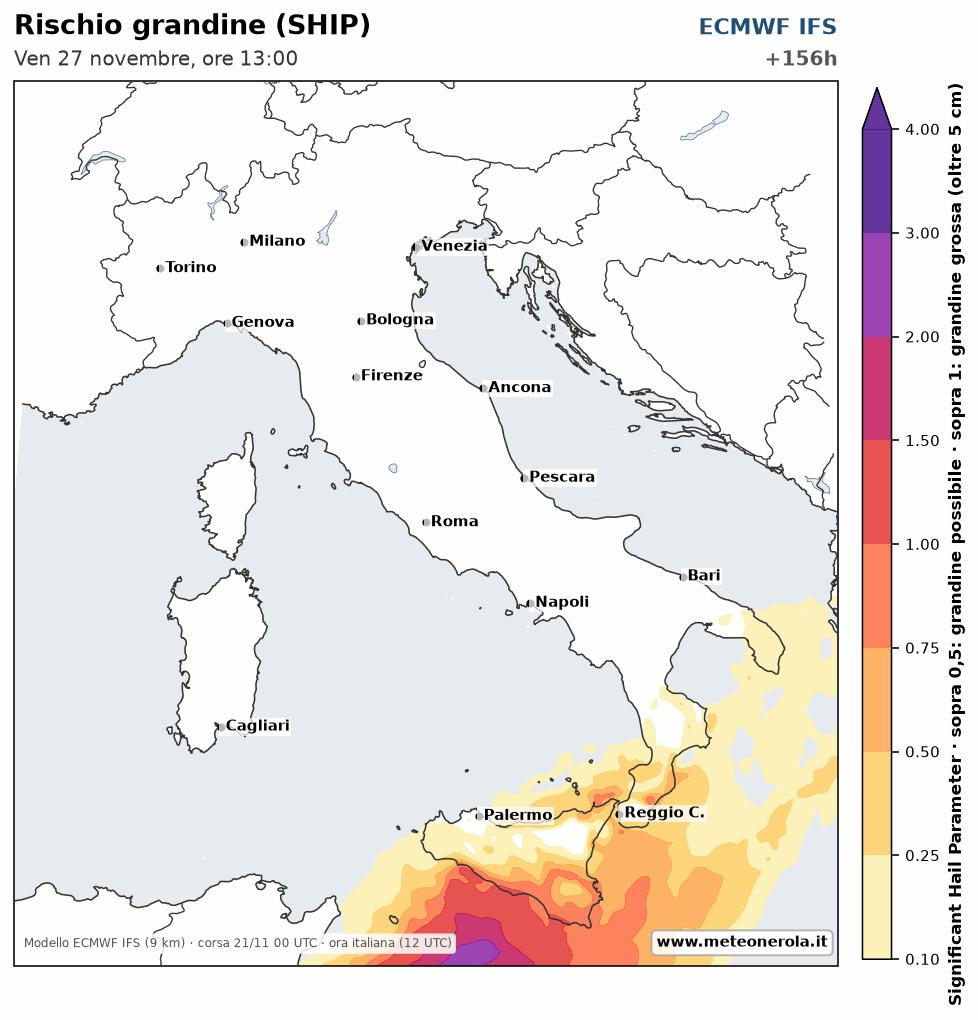 Rischio grandine (SHIP)
ECMWF IFS
Ven 27 novembre, ore 13:00
+156h
Milano
Venezia
Torino
Genova
Bologna
Firenze
Ancona
Pescara
Roma
Bari
Napoli
Cagliari
Palermo
Reggio C.
Modello ECMWF IFS (9 km) · corsa 21/11 00 UTC · ora italiana (12 UTC)
www.meteonerola.it
4.00
3.00
2.00
1.50
1.00
0.75
0.50
0.25
0.10
Significant Hail Parameter · sopra 0,5: grandine possibile · sopra 1: grandine grossa (oltre 5 cm)